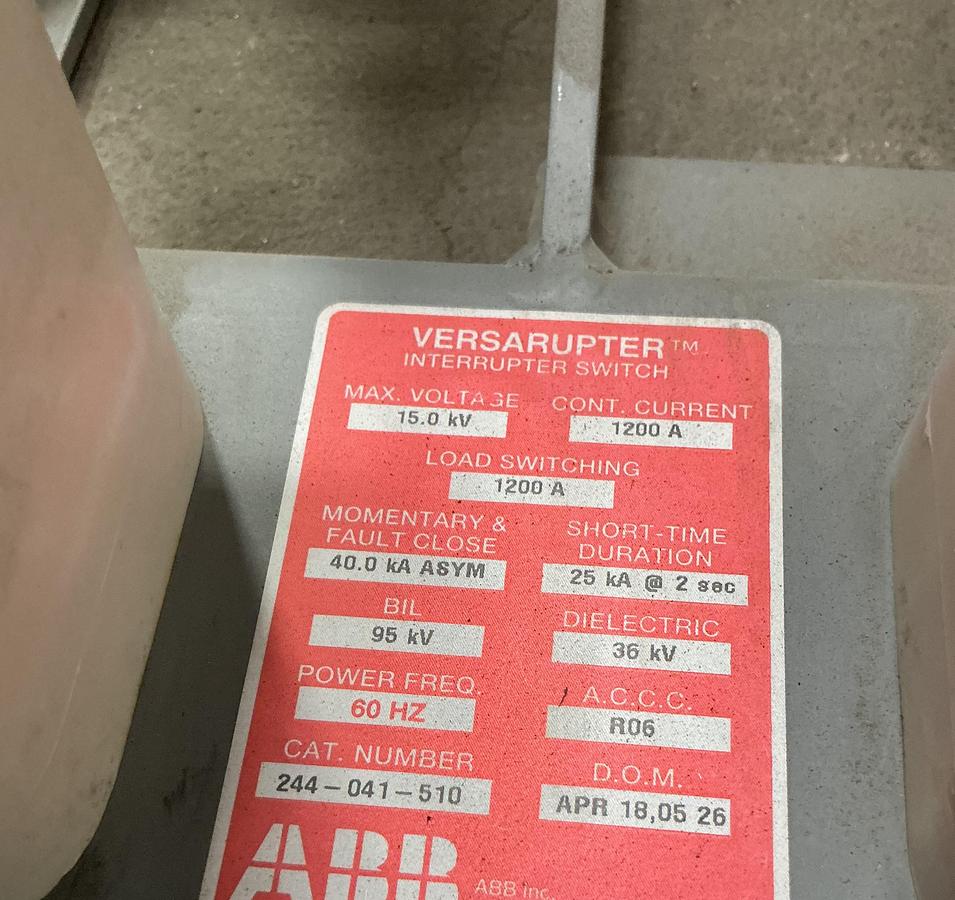 VERSARUPTER™
INTERRUPTER SWITCH
MAX. VOLTAGE CONT. CURRENT
15.0 kV 1200 A
LOAD SWITCHING
1200 A
MOMENTARY &
FAULT CLOSE
40.0 kA ASYM
SHORT-TIME
DURATION
25 kA @ 2 sec
BIL
95 kV
DIELECTRIC
36 kV
POWER FREQ.
60 HZ
A.C.C.C.
R06
CAT. NUMBER
244-041-510
D.O.M.
APR 18,05 26
ABB
ABB Inc.